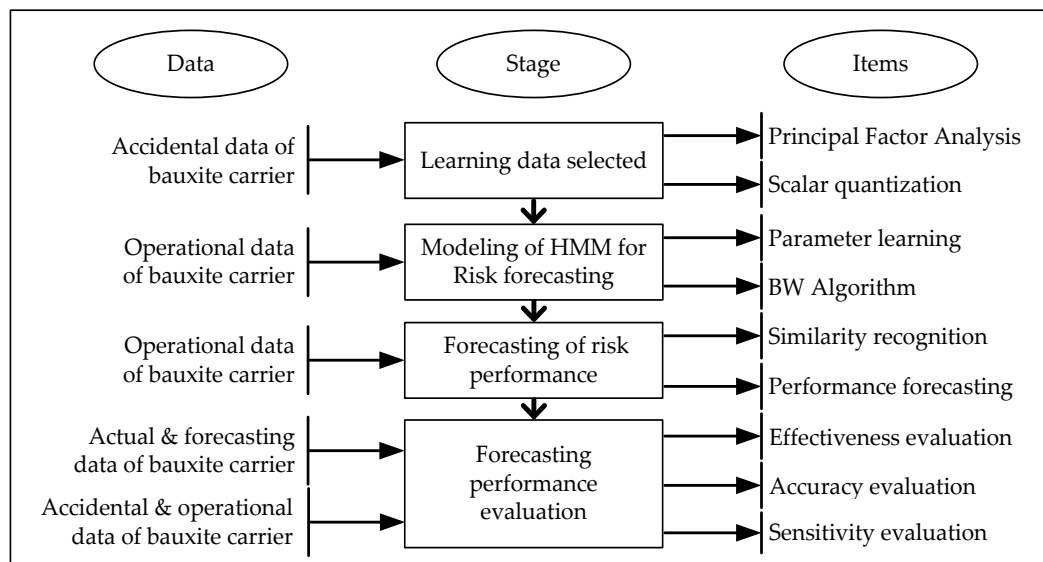 Data
Stage
Items
Accidental data of
bauxite carrier
Learning data selected
Principal Factor Analysis
Scalar quantization
Operational data
of bauxite carrier
Modeling of HMM for
Risk forecasting
Parameter learning
BW Algorithm
Operational data
of bauxite carrier
Forecasting of risk
performance
Similarity recognition
Performance forecasting
Actual & forecasting
data of bauxite carrier
Accidental & operational
data of bauxite carrier
Forecasting
performance
evaluation
Effectiveness evaluation
Accuracy evaluation
Sensitivity evaluation